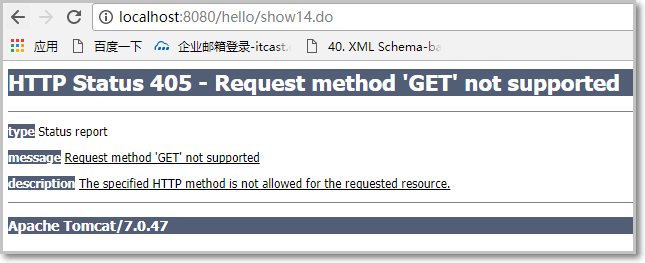 localhost:8080/hello/show14.do
应用 百度一下 企业邮箱登录-itcast. 40. XML Schema-ba
HTTP Status 405 - Request method 'GET' not supported
type Status report
message Request method 'GET' not supported
description The specified HTTP method is not allowed for the requested resource.
Apache Tomcat/7.0.47